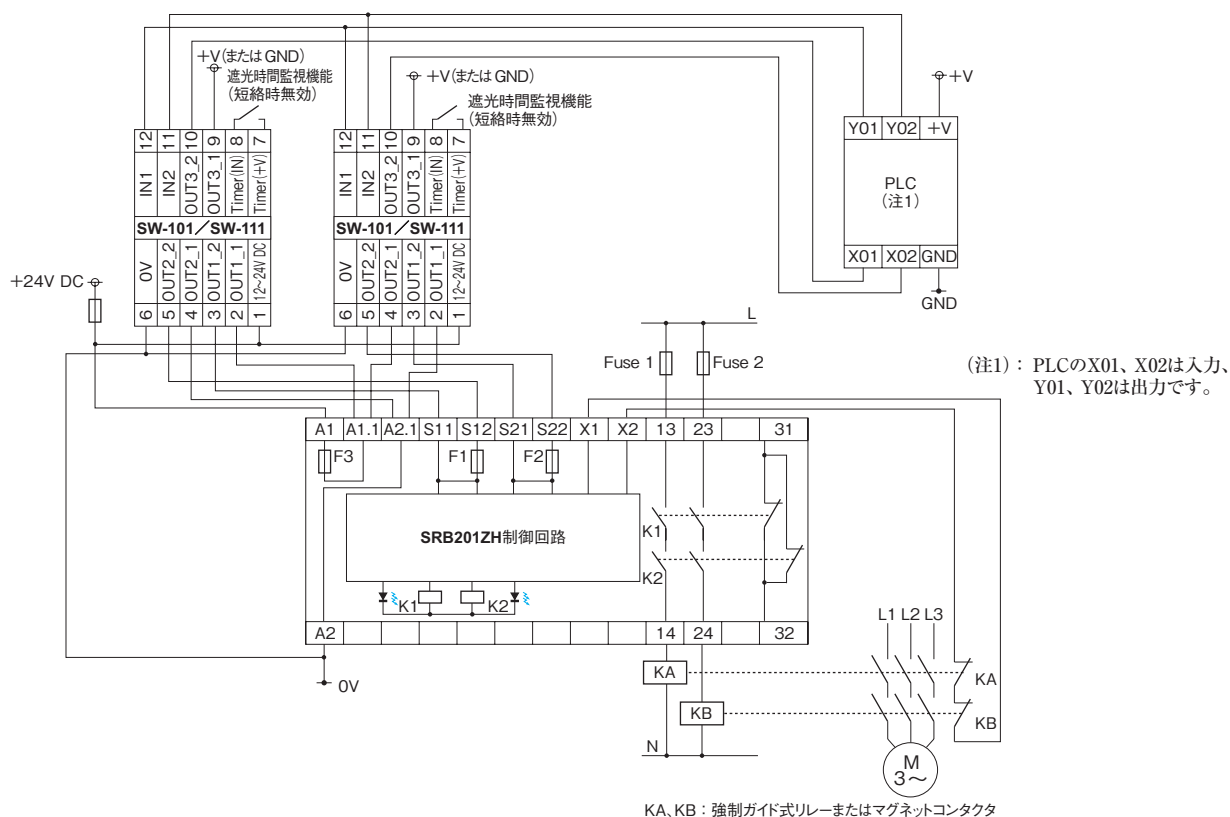 +V(またはGND)
遮光時間監視機能
(短絡時無効)
+V(またはGND)
遮光時間監視機能
(短絡時無効)
+V
12 11 10 9 8 7
IN1 IN2 OUT3_2 OUT3_1 Timer(IN) Timer(+V)
SW-101／SW-111
0V OUT2_2 OUT2_1 OUT1_2 OUT1_1 12~24V DC
6 5 4 3 2 1
12 11 10 9 8 7
IN1 IN2 OUT3_2 OUT3_1 Timer(IN) Timer(+V)
SW-101／SW-111
0V OUT2_2 OUT2_1 OUT1_2 OUT1_1 12~24V DC
6 5 4 3 2 1
Y01 Y02 +V
PLC
(注1)
X01 X02 GND
GND
+24V DC
L
Fuse 1 Fuse 2
(注1)： PLCのX01、X02は入力、
Y01、Y02は出力です。
A1 A1.1 A2.1 S11 S12 S21 S22 X1 X2 13 23 31
F3 F1 F2
SRB201ZH制御回路
K1
K2
K1 K2
A2 14 24 32
0V
KA
KB
N
L1 L2 L3
KA
KB
M
3～
KA、KB：強制ガイド式リレーまたはマグネットコンタクタ